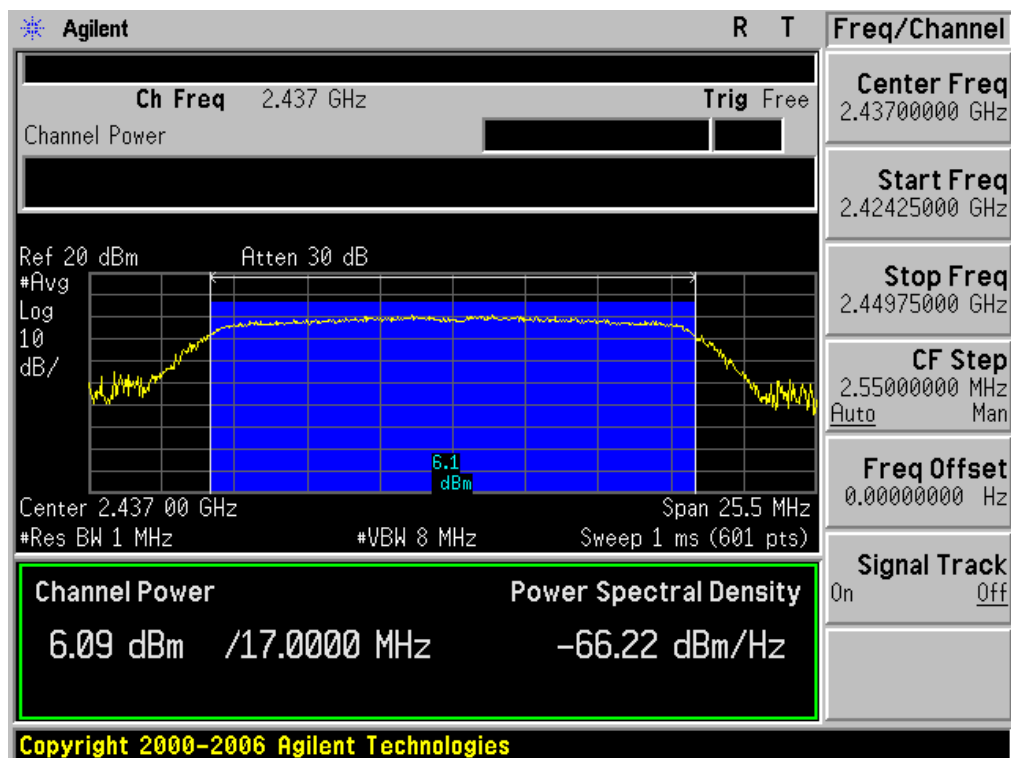 Agilent R T
Freq/Channel
Ch Freq 2.437 GHz Trig Free
Channel Power
Ref 20 dBm Atten 30 dB
#Avg
Log
10
dB/
6.1
dBm
Center 2.437 00 GHz Span 25.5 MHz
#Res BW 1 MHz #VBW 8 MHz Sweep 1 ms (601 pts)
Channel Power Power Spectral Density
6.09 dBm /17.0000 MHz -66.22 dBm/Hz
Copyright 2000-2006 Agilent Technologies
Center Freq
2.43700000 GHz
Start Freq
2.42425000 GHz
Stop Freq
2.44975000 GHz
CF Step
2.55000000 MHz
Auto Man
Freq Offset
0.00000000 Hz
Signal Track
On Off